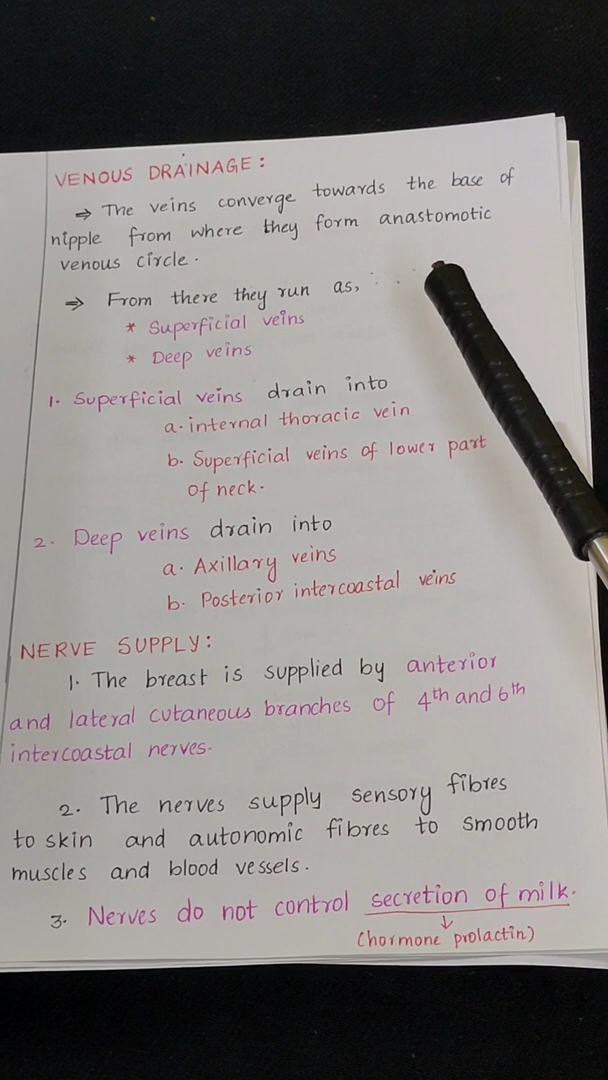 VENOUS DRAINAGE:
⇒ The veins converge towards the base of
nipple from where they form anastomotic
venous circle.
⇒ From there they run as,
* Superficial veins
* Deep veins
1. Superficial veins drain into
a. internal thoracic vein
b. Superficial veins of lower part
of neck.
2. Deep veins drain into
a. Axillary veins
b. Posterior intercoastal veins
NERVE SUPPLY:
1. The breast is supplied by anterior
and lateral cutaneous branches of 4th and 6th
intercoastal nerves.
2. The nerves supply sensory fibres
to skin and autonomic fibres to smooth
muscles and blood vessels.
3. Nerves do not control secretion of milk.
↓
(hormone prolactin)